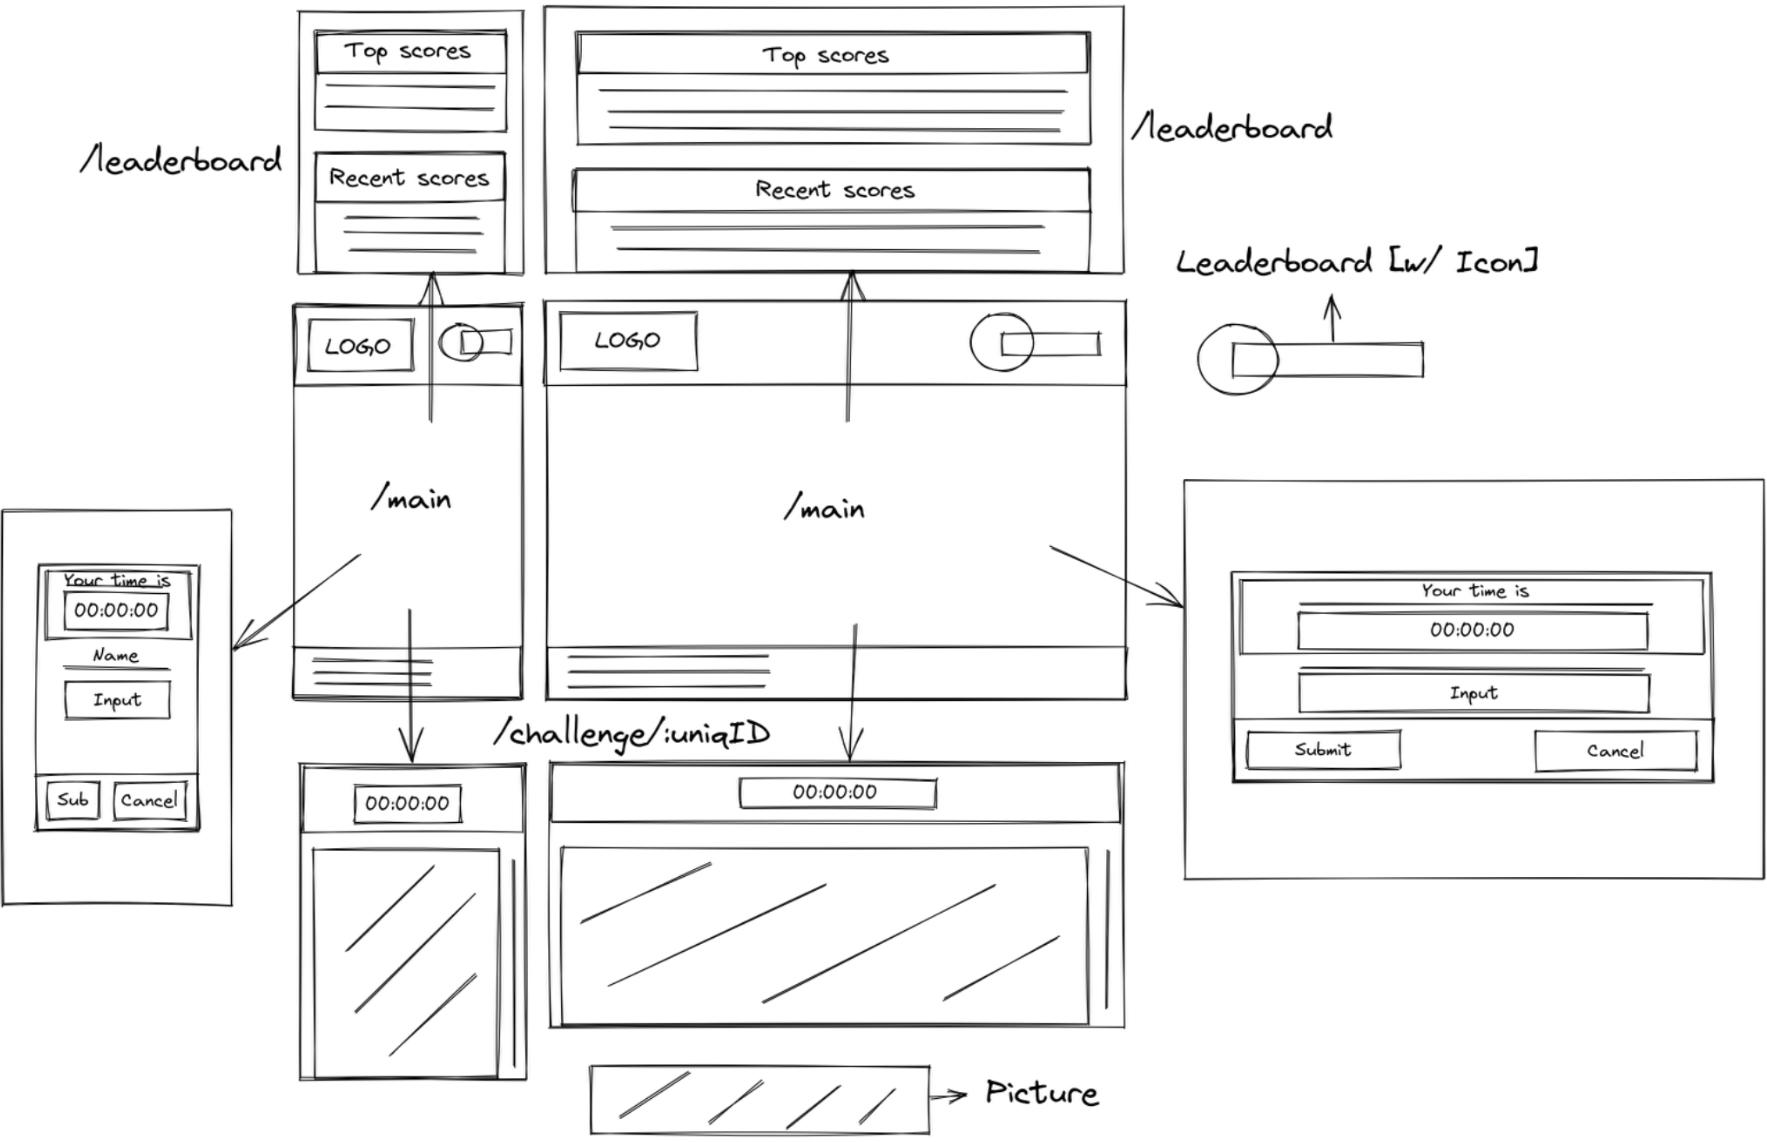 Top scores
Recent scores
/leaderboard
Top scores
Recent scores
/leaderboard
Leaderboard [w/ Icon]
LOGO
/main
LOGO
/main
Your time is
00:00:00
Name
Input
Sub
Cancel
Your time is
00:00:00
Input
Submit
Cancel
/challenge/:uniqID
00:00:00
00:00:00
Picture